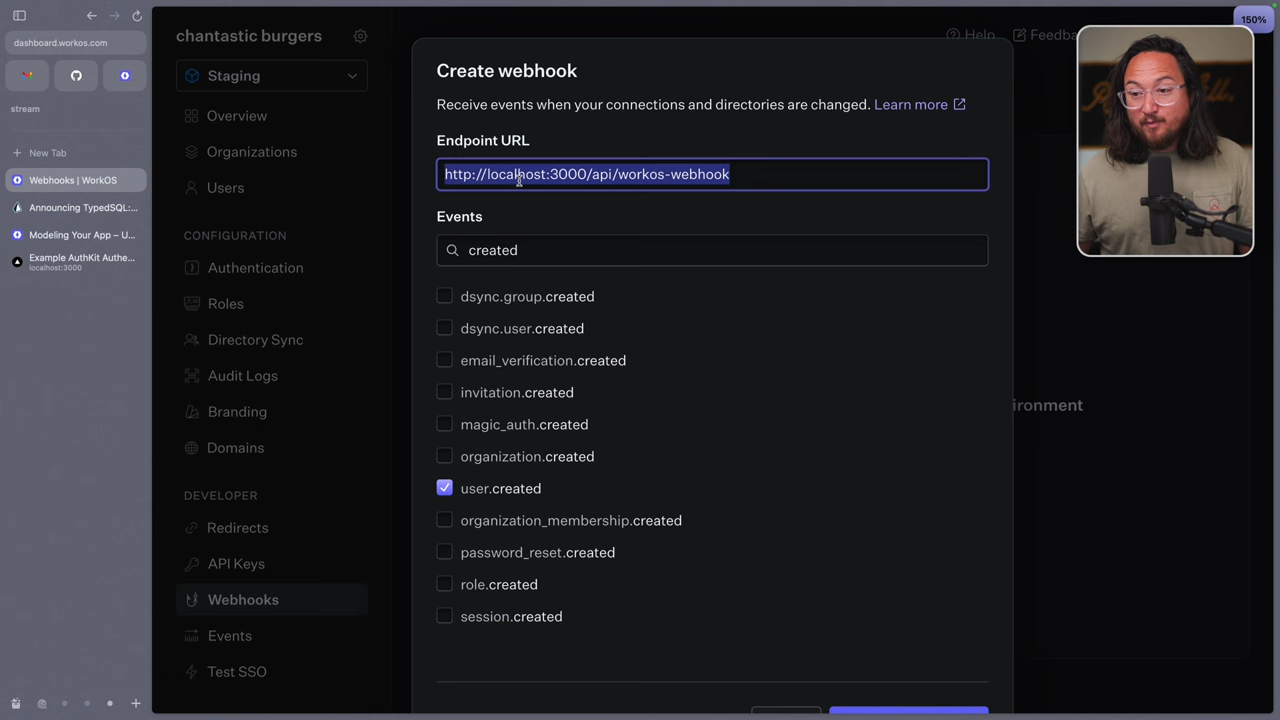 150%
dashboard.workos.com
stream
New Tab
Webhooks | WorkOS
Announcing TypedSQL:...
Modeling Your App – U...
Example AuthKit Authe...
localhost:3000
chantastic burgers
Staging
Overview
Organizations
Users
CONFIGURATION
Authentication
Roles
Directory Sync
Audit Logs
Branding
Domains
DEVELOPER
Redirects
API Keys
Webhooks
Events
Test SSO
Help
Feedba
Create webhook
Receive events when your connections and directories are changed. Learn more
Endpoint URL
http://localhost:3000/api/workos-webhook
Events
created
dsync.group.created
dsync.user.created
email_verification.created
invitation.created
magic_auth.created
organization.created
user.created
organization_membership.created
password_reset.created
role.created
session.created
ironment